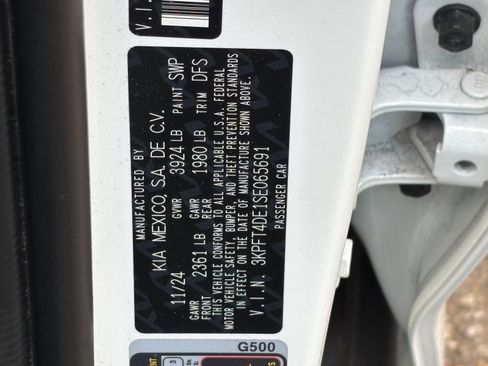 V.I.
MANUFACTURED BY
KIA MEXICO, S.A. DE C.V.
11/24 GVWR 3924 LB PAINT SWP
GAWR FRONT 2361 LB GAWR REAR 1980 LB TRIM DFS
THIS VEHICLE CONFORMS TO ALL APPLICABLE U.S.A. FEDERAL
MOTOR VEHICLE SAFETY, BUMPER, AND THEFT PREVENTION STANDARDS
IN EFFECT ON THE DATE OF MANUFACTURE SHOWN ABOVE.
V.I.N. 3KPFT4DE1SE065691
PASSENGER CAR
G500